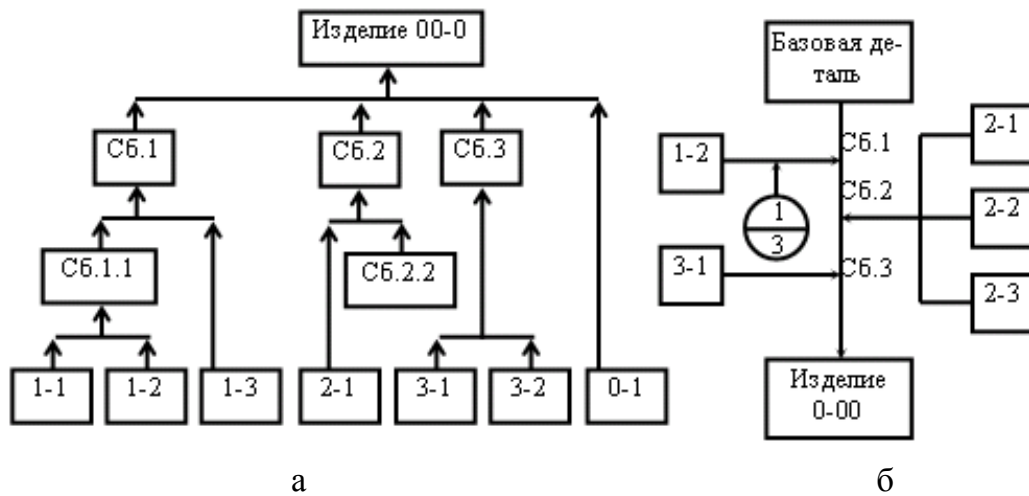 Изделие 00-0
Сб.1
Сб.2
Сб.3
Сб.1.1
Сб.2.2
1-1
1-2
1-3
2-1
3-1
3-2
0-1
а
Базовая де-
таль
1-2
Сб.1
2-1
1
3
Сб.2
2-2
3-1
Сб.3
2-3
Изделие
0-00
б